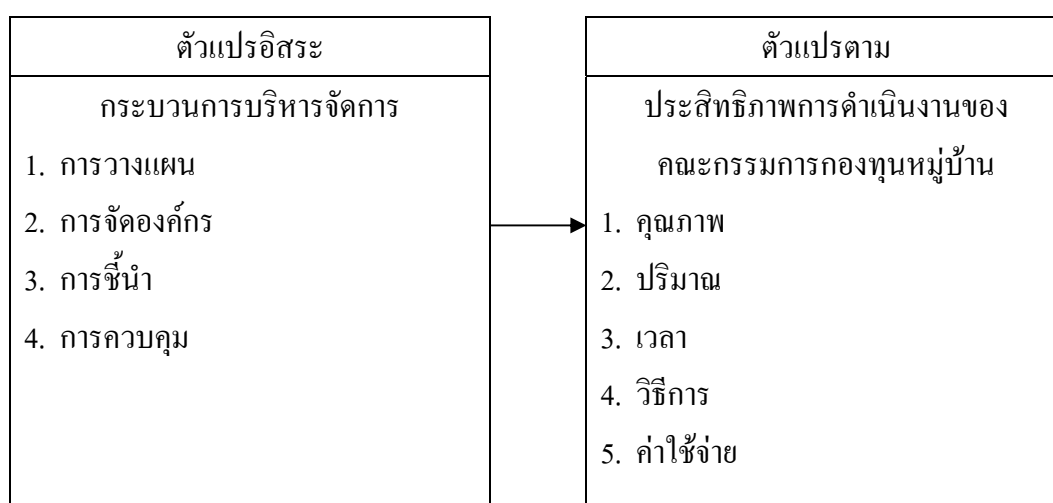 ตัวแปรอิสระ
กระบวนการบริหารจัดการ
1. การวางแผน
2. การจัดองค์กร
3. การชี้นำ
4. การควบคุม
ตัวแปรตาม
ประสิทธิภาพการดำเนินงานของ
คณะกรรมการกองทุนหมู่บ้าน
1. คุณภาพ
2. ปริมาณ
3. เวลา
4. วิธีการ
5. ค่าใช้จ่าย